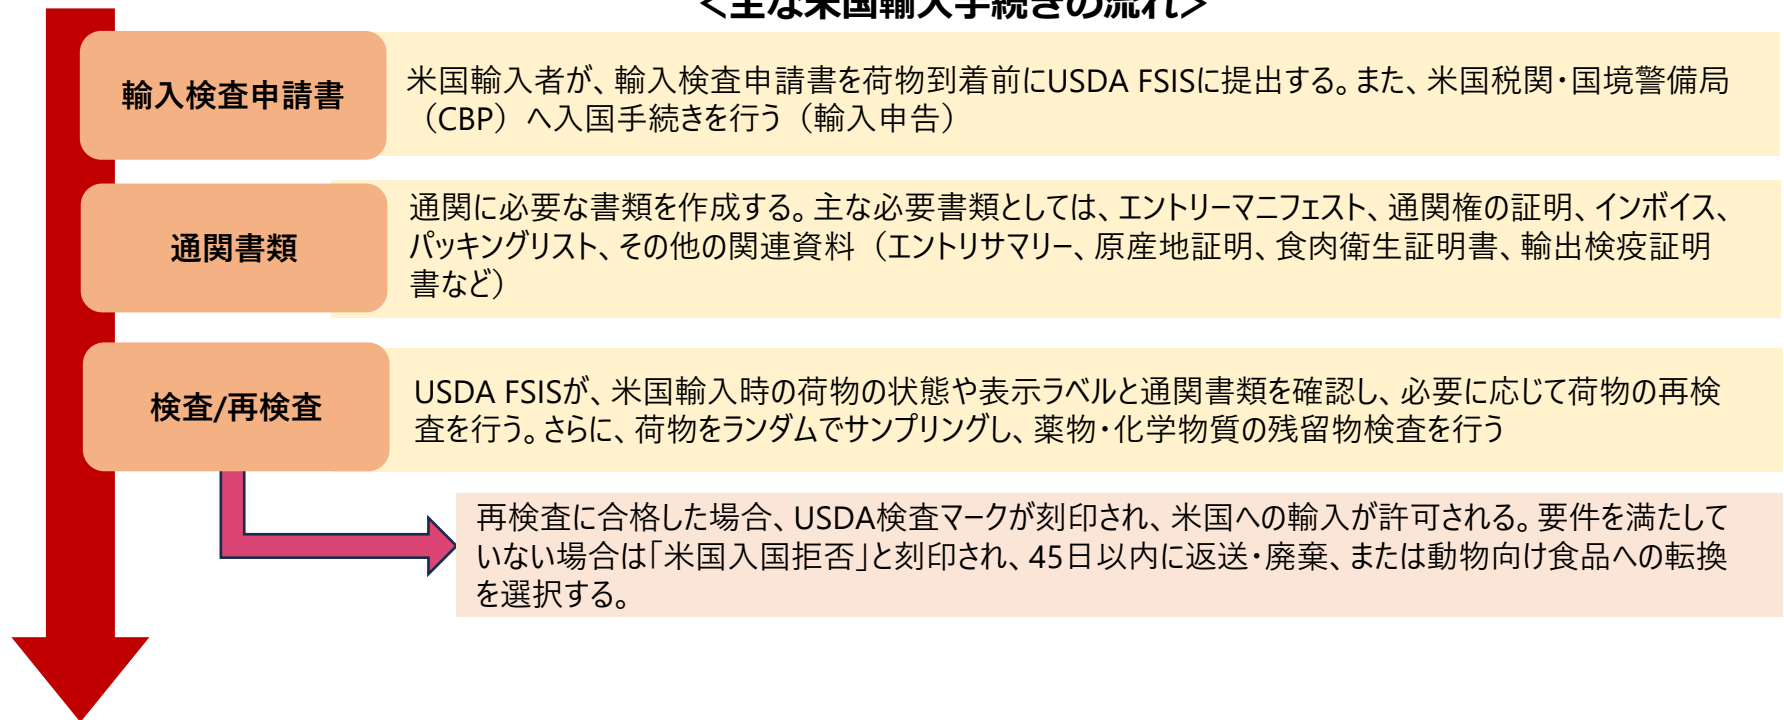 <主な米国輸入手続きの流れ>
輸入検査申請書
米国輸入者が、輸入検査申請書を荷物到着前にUSDA FSISに提出する。また、米国税関・国境警備局
（CBP）へ入国手続きを行う（輸入申告）
通関書類
通関に必要な書類を作成する。主な必要書類としては、エントリーマニフェスト、通関権の証明、インボイス、
パッキングリスト、その他の関連資料（エントリサマリー、原産地証明、食肉衛生証明書、輸出検疫証明
書など）
検査/再検査
USDA FSISが、米国輸入時の荷物の状態や表示ラベルと通関書類を確認し、必要に応じて荷物の再検
査を行う。さらに、荷物をランダムでサンプリングし、薬物・化学物質の残留物検査を行う
再検査に合格した場合、USDA検査マークが刻印され、米国への輸入が許可される。要件を満たして
いない場合は「米国入国拒否」と刻印され、45日以内に返送・廃棄、または動物向け食品への転換
を選択する。